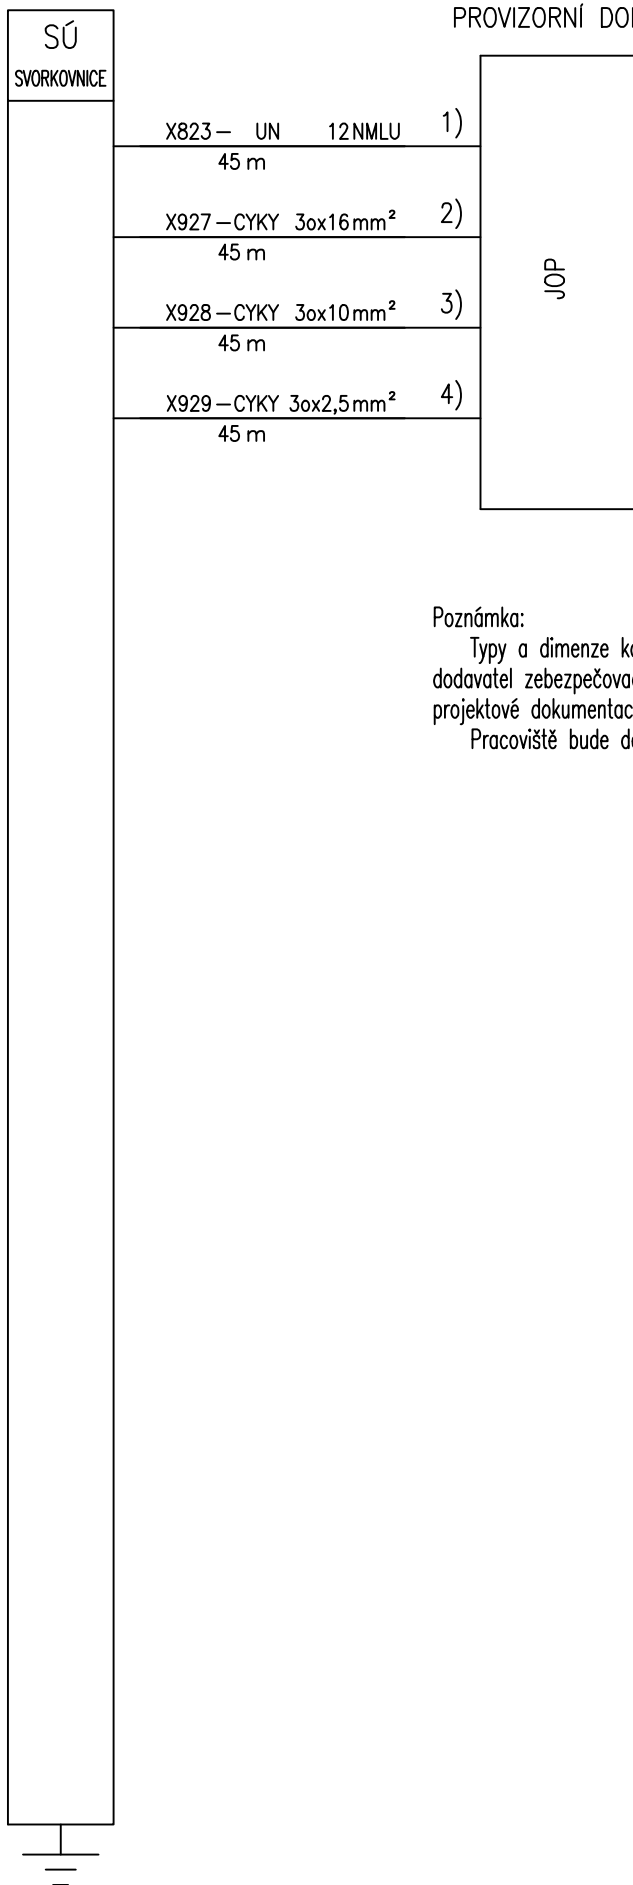 SÚ
SVORKOVNICE
PROVIZORNÍ
X823 – UN 12NMLU 1)
45 m
X927 –CYKY 3ox16mm² 2)
45 m
X928 –CYKY 3ox10mm² 3)
45 m
X929 –CYKY 3ox2,5mm² 4)
45 m
JOP
Poznámka:
Typy a dimenze
dodavatel
projektové
Pracoviště bude